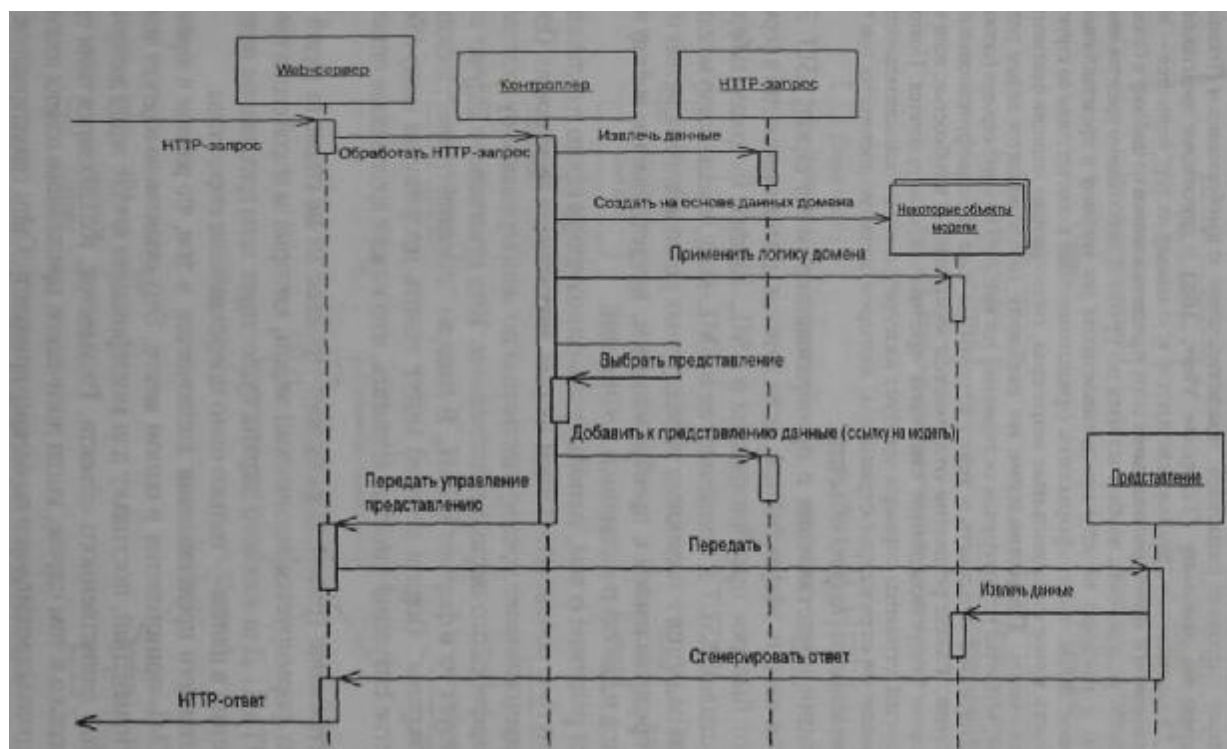 Web-сервер
Контроллер
HTTP-запрос
HTTP-запрос
Обработать HTTP-запрос
Извлечь данные
Создать на основе данных домена
Некоторые объекты
модели
Применить логику домена
Выбрать представление
Добавить к представлению данные (ссылку на модель)
Представление
Передать управление
представлению
Передать
Извлечь данные
Сгенерировать ответ
HTTP-ответ